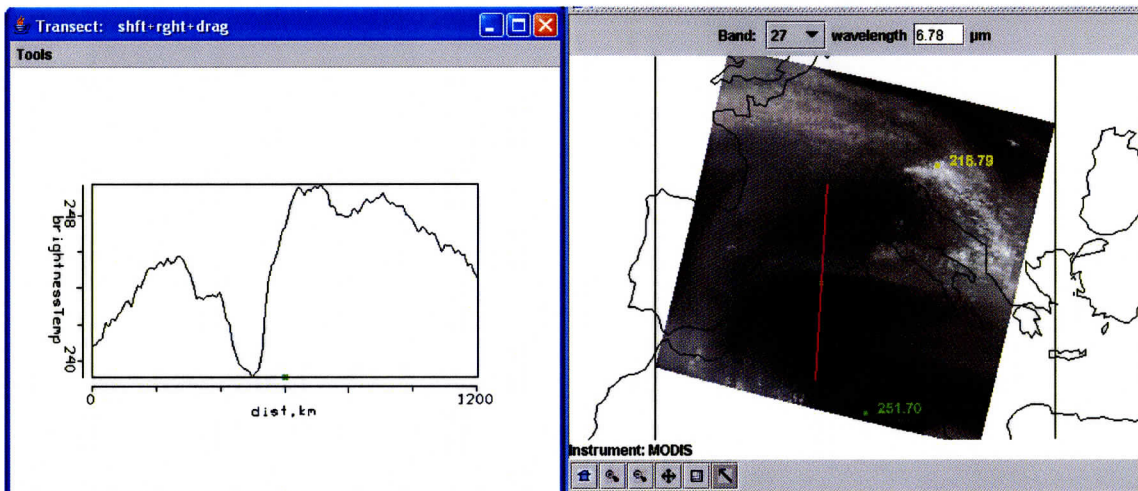 Transect: shft+rght+drag
Tools
248
brightnessTemp
240
0
1200
dist,km
Band: 27 wavelength 6.78 µm
218.79
251.70
Instrument: MODIS